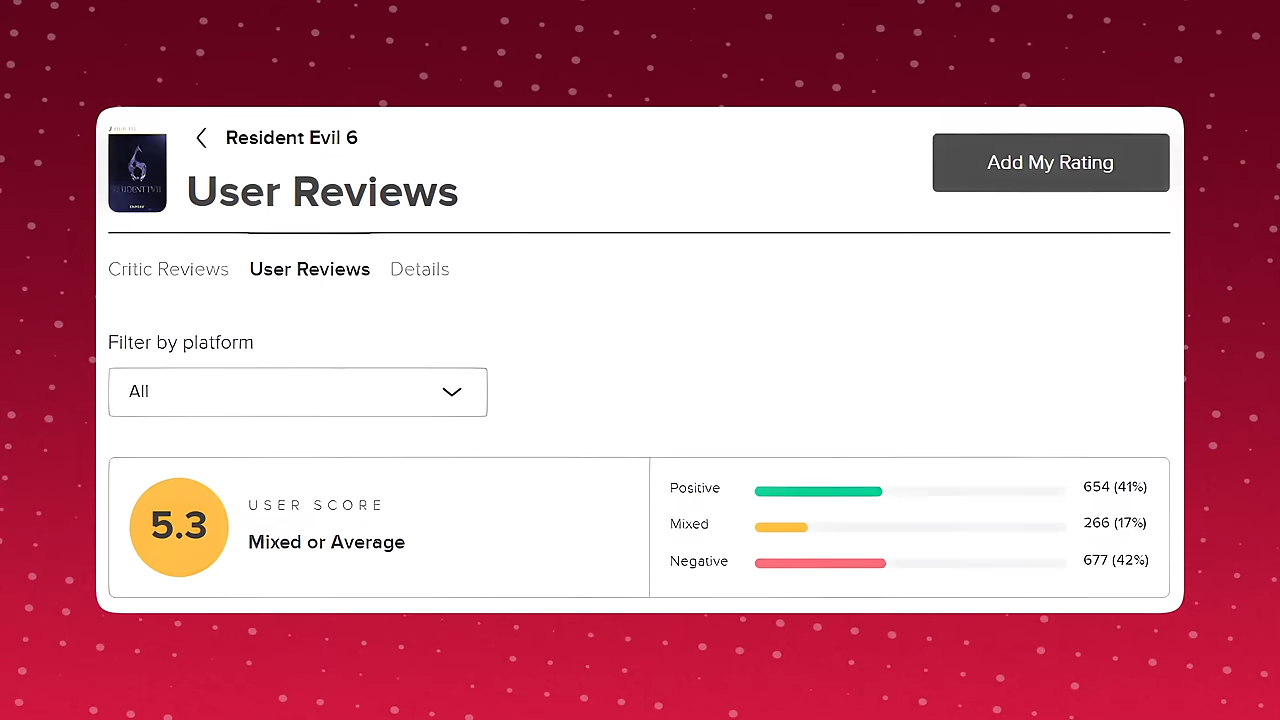 Resident Evil 6
User Reviews
Add My Rating
Critic Reviews User Reviews Details
Filter by platform
All
5.3
USER SCORE
Mixed or Average
Positive 654 (41%)
Mixed 266 (17%)
Negative 677 (42%)